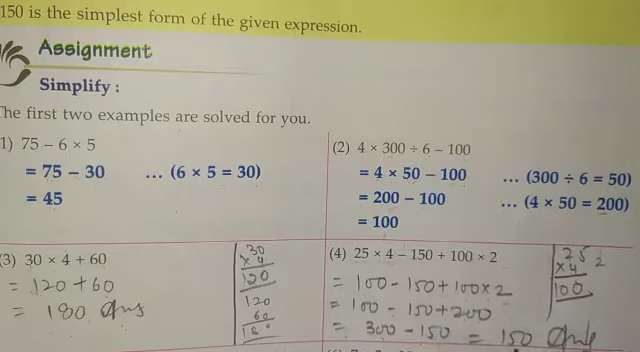 150 is the simplest form of the given expression.
Assignment
Simplify :
The first two examples are solved for you.
1) 75 – 6 × 5
= 75 – 30 ... (6 × 5 = 30)
= 45
(2) 4 × 300 ÷ 6 – 100
= 4 × 50 – 100 ... (300 ÷ 6 = 50)
= 200 – 100 ... (4 × 50 = 200)
= 100
(3) 30 × 4 + 60
= 120 + 60
= 180 Ans
30
× 4
120
120
60
(4) 25 × 4 – 150 + 100 × 2
= 100 - 150 + 100 × 2
= 100 - 150 + 200
= 300 - 150 = 150
25
× 4
100
2